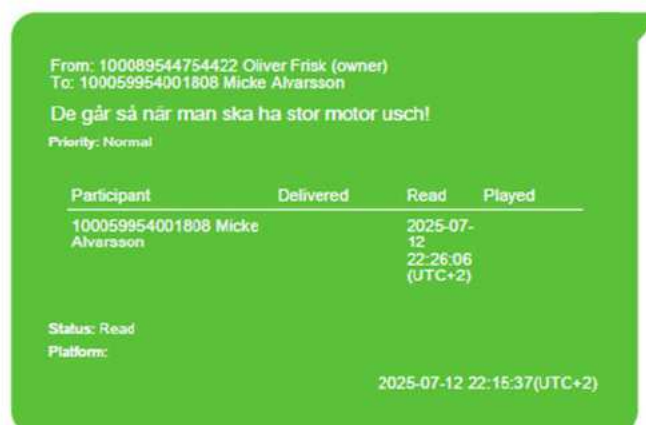 From: 100089544754422 Oliver Frisk (owner)
To: 100059954001808 Micke Alvarsson
De går så när man ska ha stor motor usch!
Priority: Normal
Participant Delivered Read Played
100059954001808 Micke 2025-07-
Alvarsson 12
22:26:06
(UTC+2)
Status: Read
Platform:
2025-07-12 22:15:37(UTC+2)